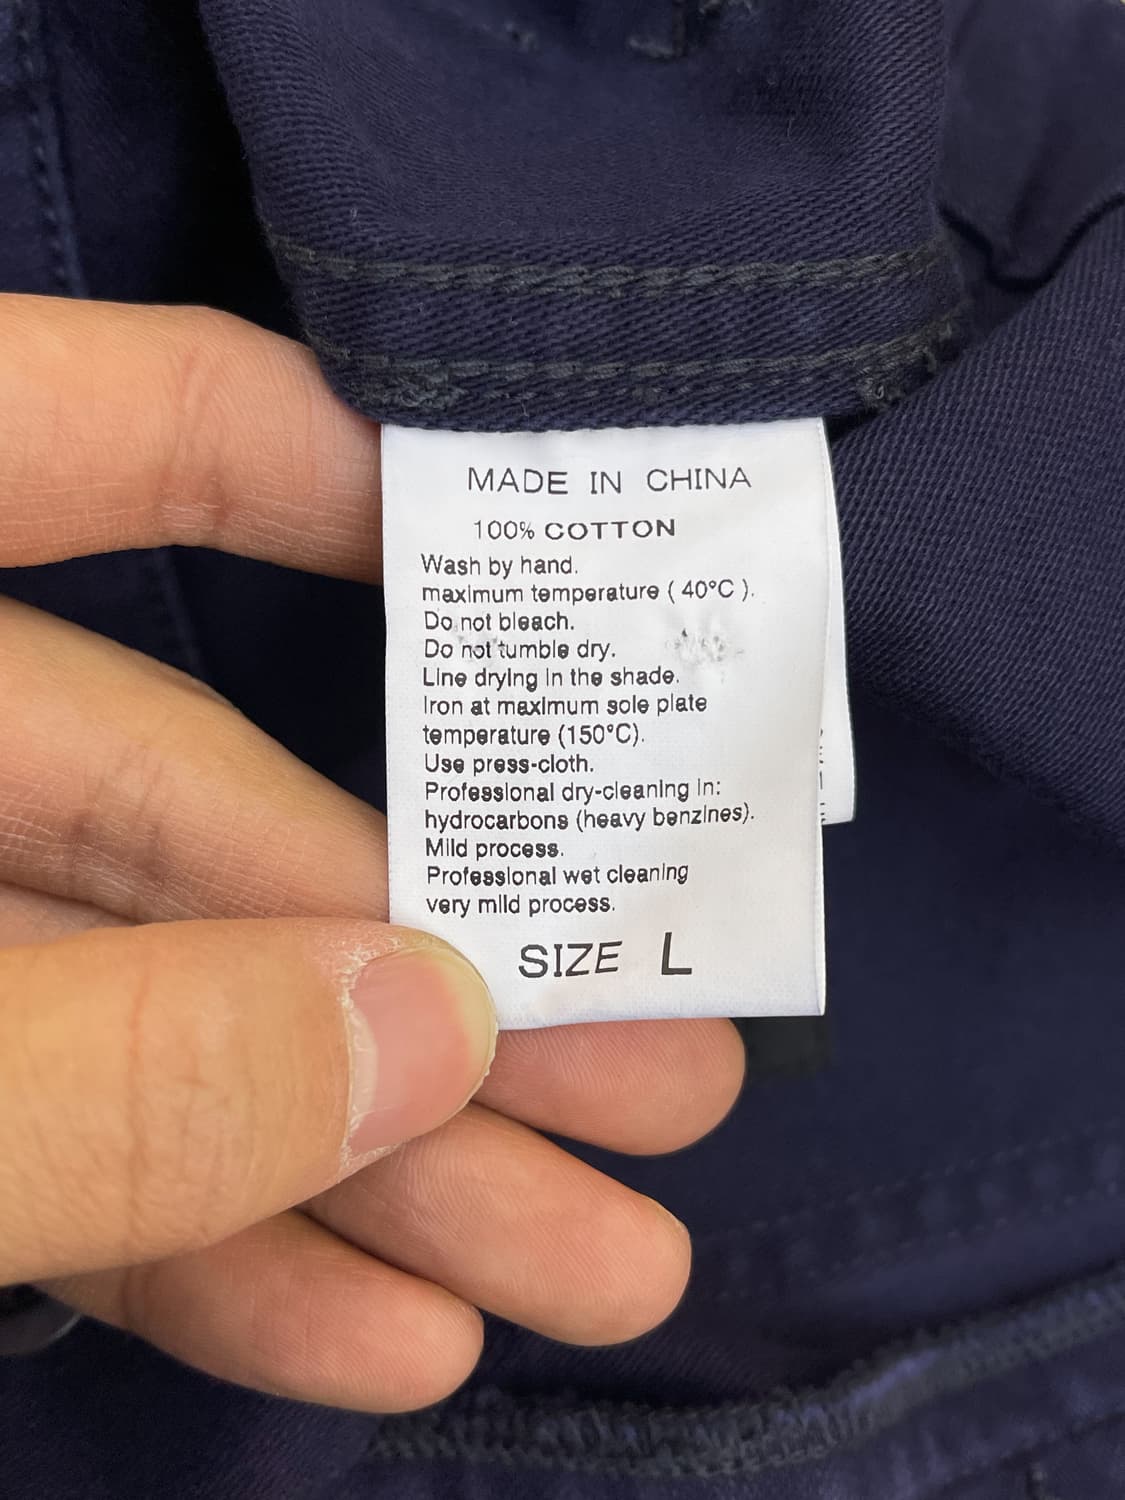 MADE IN CHINA
100% COTTON
Wash by hand.
maximum temperature ( 40°C ).
Do not bleach.
Do not tumble dry.
Line drying in the shade.
Iron at maximum sole plate
temperature (150°C).
Use press-cloth.
Professional dry-cleaning in:
hydrocarbons (heavy benzines).
Mild process.
Professional wet cleaning
very mild process.
SIZE L